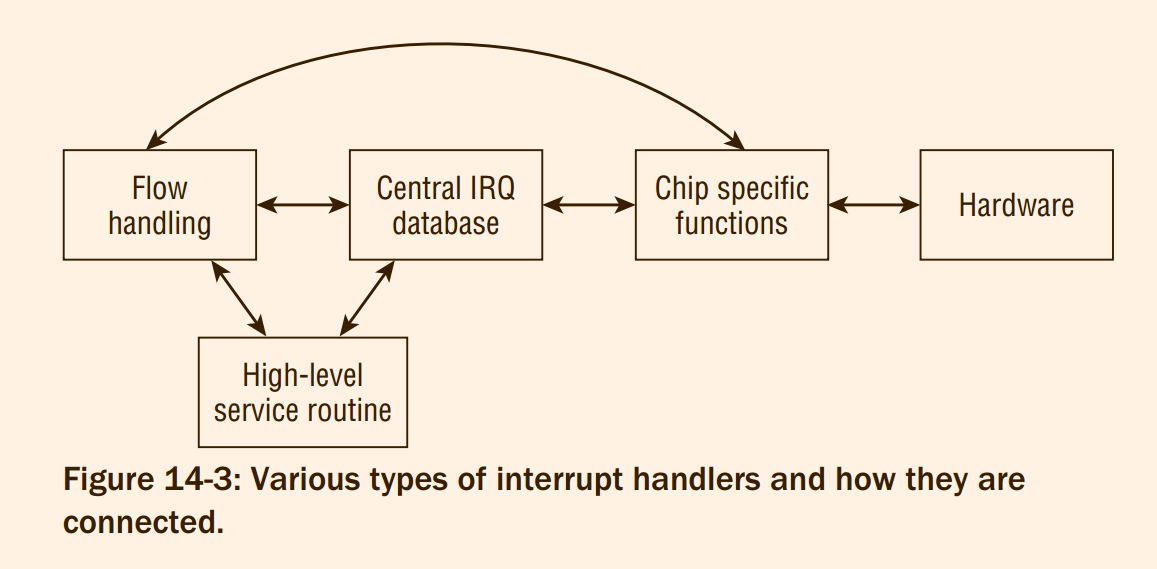 Flow
handling
Central IRQ
database
Chip specific
functions
Hardware
High-level
service routine
Figure 14-3: Various types of interrupt handlers and how they are
connected.